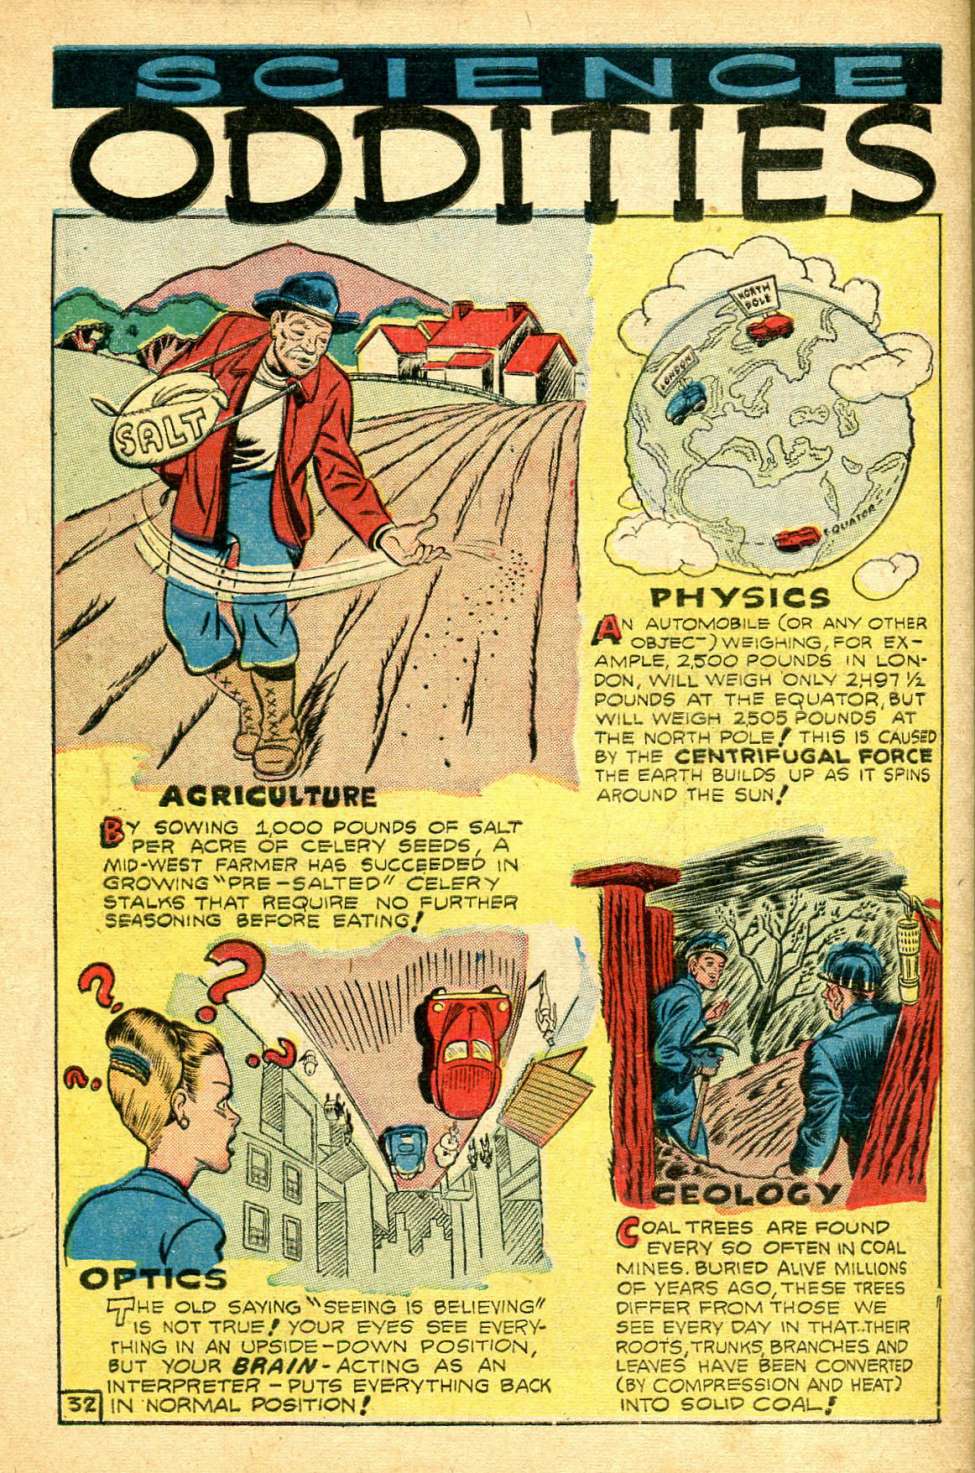 SCIENCE
ODDITIES
SALT
NORTH
POLE
LONDON
EQUATOR
PHYSICS
AN AUTOMOBILE (OR ANY OTHER
OBJECT) WEIGHING, FOR EX-
AMPLE, 2,500 POUNDS IN LON-
DON, WILL WEIGH ONLY 2,497 1/2
POUNDS AT THE EQUATOR, BUT
WILL WEIGH 2,505 POUNDS AT
THE NORTH POLE! THIS IS CAUSED
BY THE CENTRIFUGAL FORCE
THE EARTH BUILDS UP AS IT SPINS
AROUND THE SUN!
AGRICULTURE
BY SOWING 1,000 POUNDS OF SALT
PER ACRE OF CELERY SEEDS, A
MID-WEST FARMER HAS SUCCEEDED IN
GROWING "PRE-SALTED" CELERY
STALKS THAT REQUIRE NO FURTHER
SEASONING BEFORE EATING!
? ? ? ?
OPTICS
THE OLD SAYING "SEEING IS BELIEVING"
IS NOT TRUE! YOUR EYES SEE EVERY-
THING IN AN UPSIDE-DOWN POSITION,
BUT YOUR BRAIN - ACTING AS AN
INTERPRETER - PUTS EVERYTHING BACK
IN NORMAL POSITION!
32
GEOLOGY
COAL TREES ARE FOUND
EVERY SO OFTEN IN COAL
MINES. BURIED ALIVE MILLIONS
OF YEARS AGO, THESE TREES
DIFFER FROM THOSE WE
SEE EVERY DAY IN THAT..THEIR
ROOTS, TRUNKS, BRANCHES AND
LEAVES HAVE BEEN CONVERTED
(BY COMPRESSION AND HEAT)
INTO SOLID COAL!